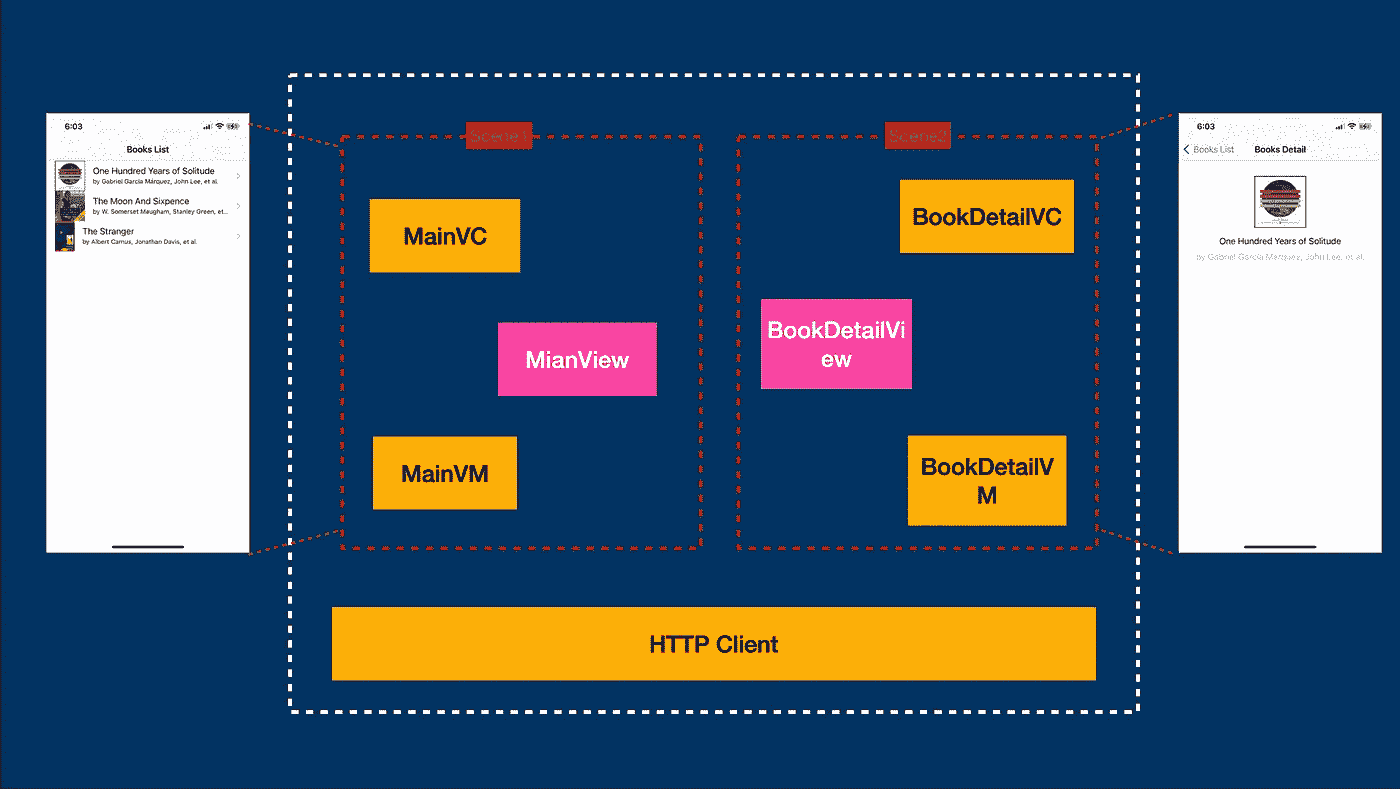 6:03
Books List
One Hundred Years of Solitude
by Gabriel García Márquez, John Lee, et al.
The Moon And Sixpence
by W. Somerset Maugham, Stanley Green, et...
The Stranger
by Albert Camus, Jonathan Davis, et al.
Scene1
MainVC
MianView
MainVM
Scene2
BookDetailVC
BookDetailVi
ew
BookDetailV
M
HTTP Client
6:03
Books List
Books Detail
One Hundred Years of Solitude
by Gabriel García Márquez, John Lee, et al.